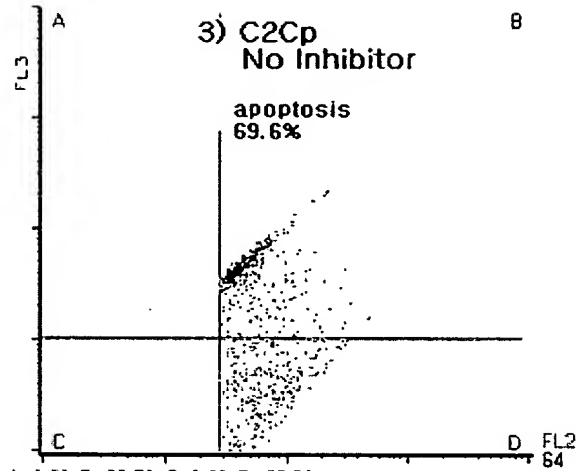 A
B
3) C2Cp
No Inhibitor
FL3
apoptosis
69.6%
C
D
FL2
64